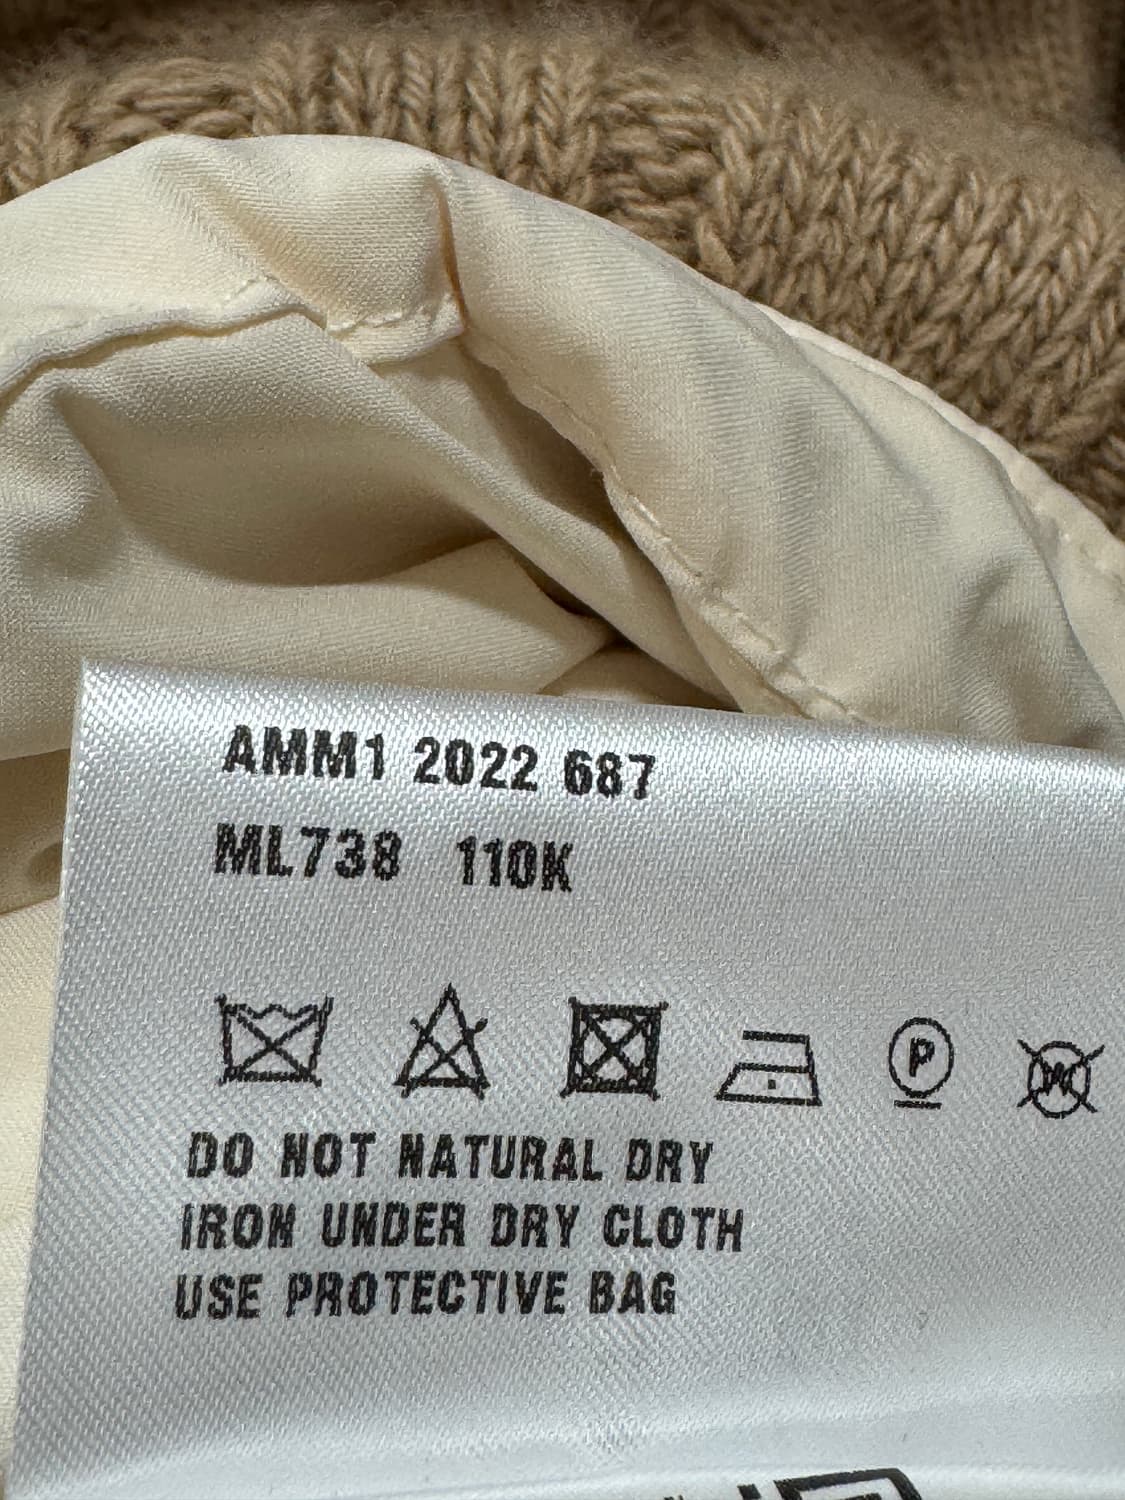 AMM1 2022 687
ML738 110K
P W
DO NOT NATURAL DRY
IRON UNDER DRY CLOTH
USE PROTECTIVE BAG